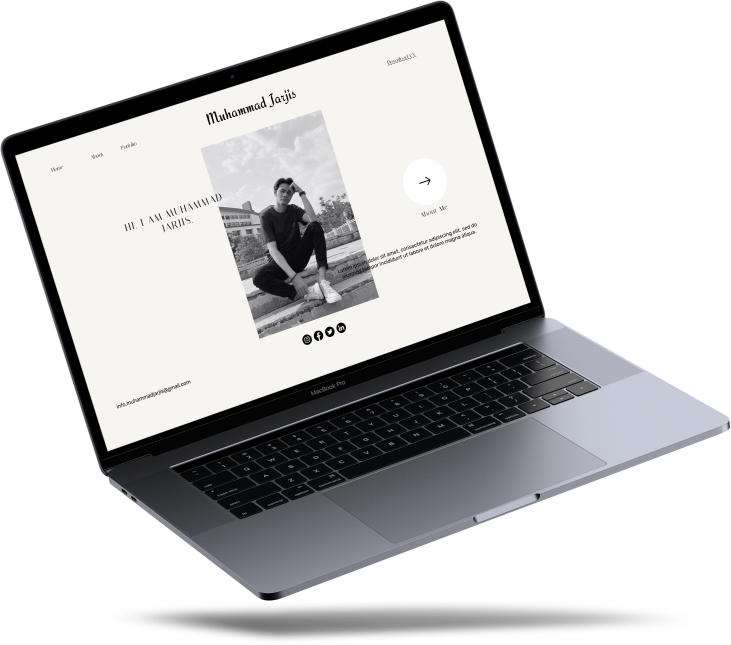 Download CV
Muhammad Jarjis
Home
About
Portfolio
HI, I AM MUHAMMAD
JARJIS.
About Me
Lorem ipsum dolor sit amet, consectetur adipiscing elit, sed do
eiusmod tempor incididunt ut labore et dolore magna aliqua.
in
info.muhammadjarjis@gmail.com
MacBook Pro